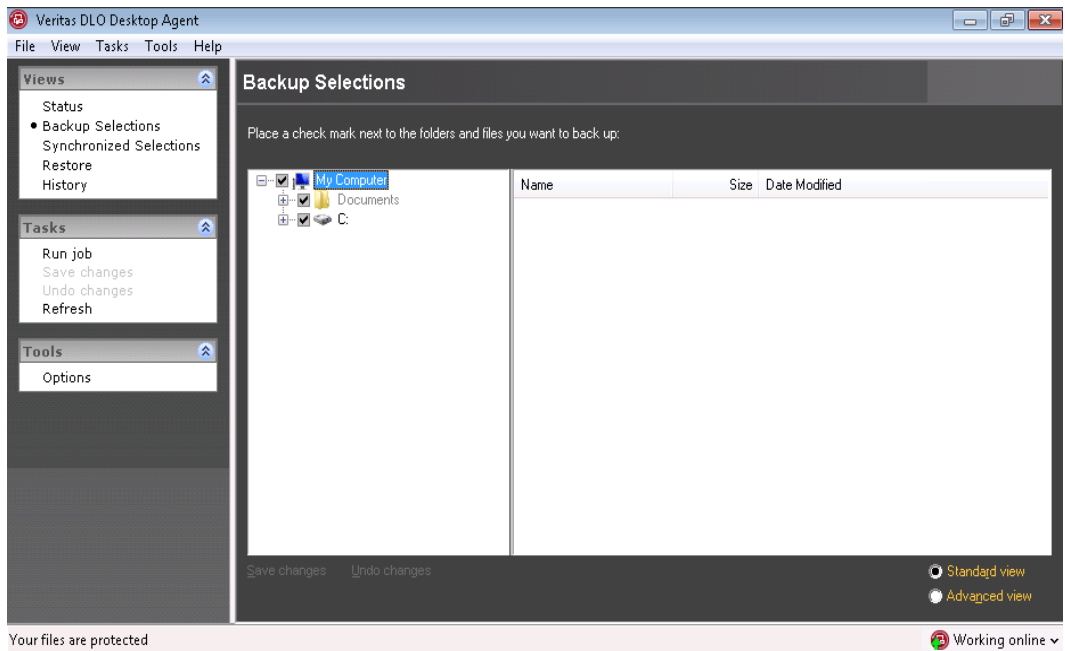 Veritas DLO Desktop Agent
File View Tasks Tools Help
Views
Status
Backup Selections
Synchronized Selections
Restore
History
Tasks
Run job
Save changes
Undo changes
Refresh
Tools
Options
Backup Selections
Place a check mark next to the folders and files you want to back up:
My Computer
Documents
C:
Name Size Date Modified
Save changes Undo changes
Standard view
Advanced view
Your files are protected
Working online